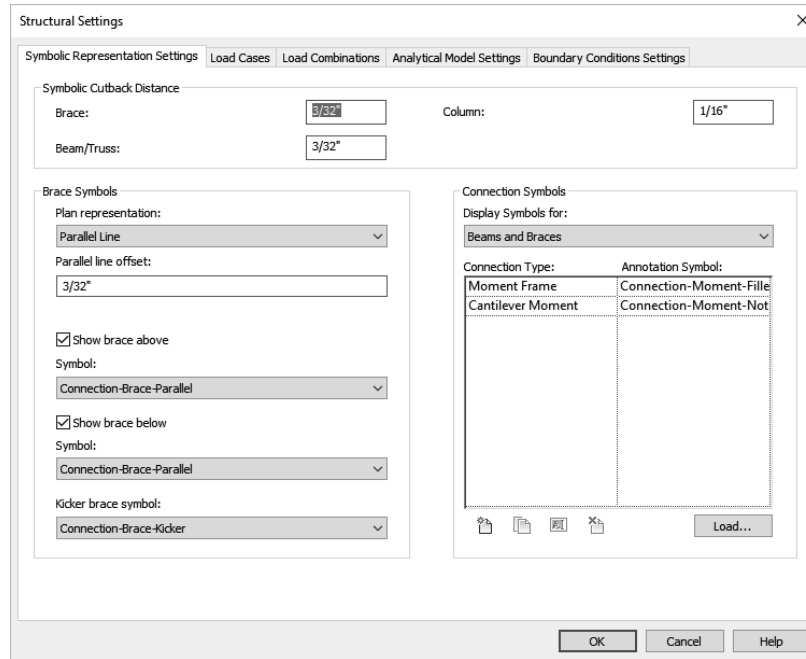 Structural Settings
Symbolic Representation Settings Load Cases Load Combinations Analytical Model Settings Boundary Conditions Settings
Symbolic Cutback Distance
Brace: 3/32" Column: 1/16"
Beam/Truss: 3/32"
Brace Symbols
Plan representation:
Parallel Line
Parallel line offset:
3/32"
Show brace above
Symbol:
Connection-Brace-Parallel
Show brace below
Symbol:
Connection-Brace-Parallel
Kicker brace symbol:
Connection-Brace-Kicker
Connection Symbols
Display Symbols for:
Beams and Braces
Connection Type: Annotation Symbol:
Moment Frame Connection-Moment-Fille
Cantilever Moment Connection-Moment-Not
Load...
OK Cancel Help